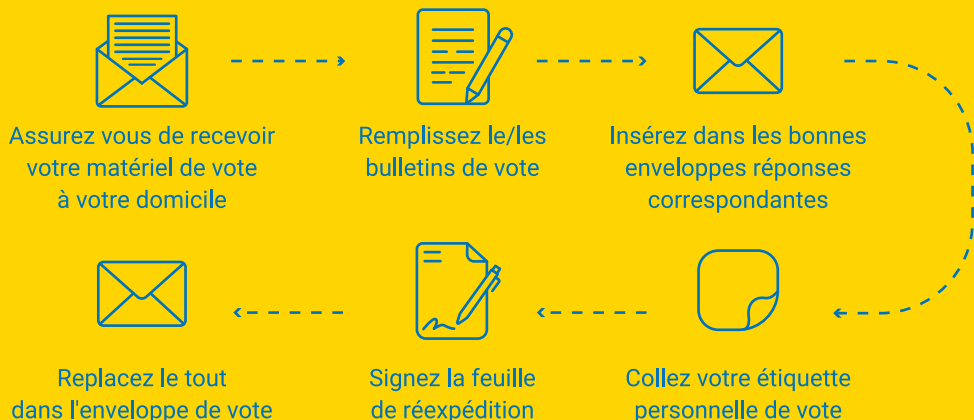 Assurez vous de recevoir
votre matériel de vote
à votre domicile
Remplissez le/les
bulletins de vote
Insérez dans les bonnes
enveloppes réponses
correspondantes
Collez votre étiquette
personnelle de vote
Signez la feuille
de réexpédition
Replacez le tout
dans l'enveloppe de vote